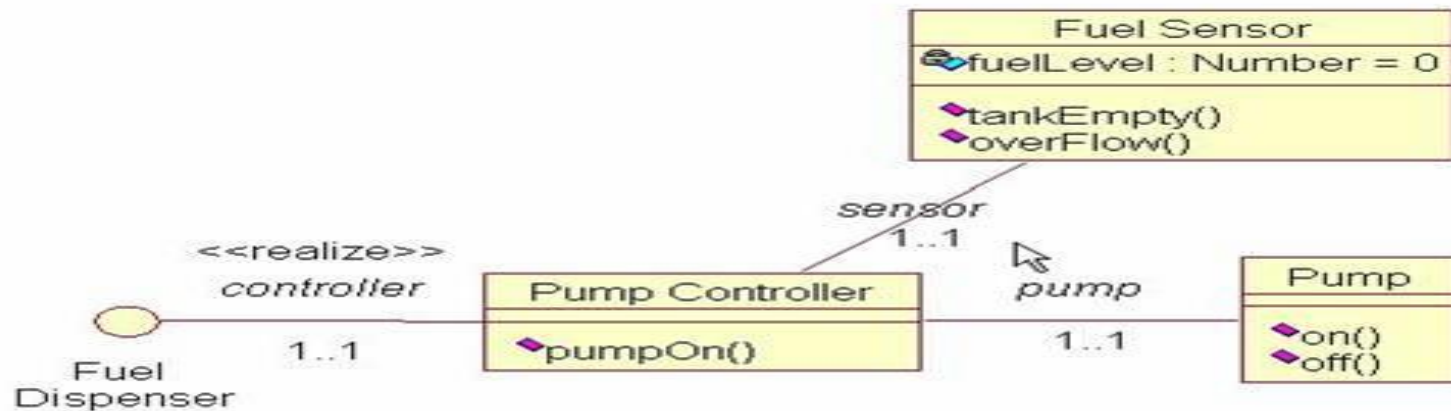 Fuel Sensor
fuelLevel : Number = 0
tankEmpty()
overFlow()
sensor
1..1
<<realize>>
controller
1..1
Fuel
Dispenser
Pump Controller
pumpOn()
pump
1..1
Pump
on()
off()